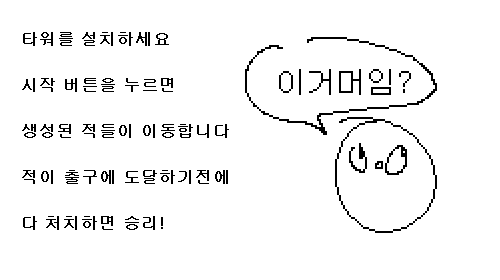 타워를 설치하세요
시작 버튼을 누르면
생성된 적들이 이동합니다
적이 출구에 도달하기전에
다 처치하면 승리!
이거머임?